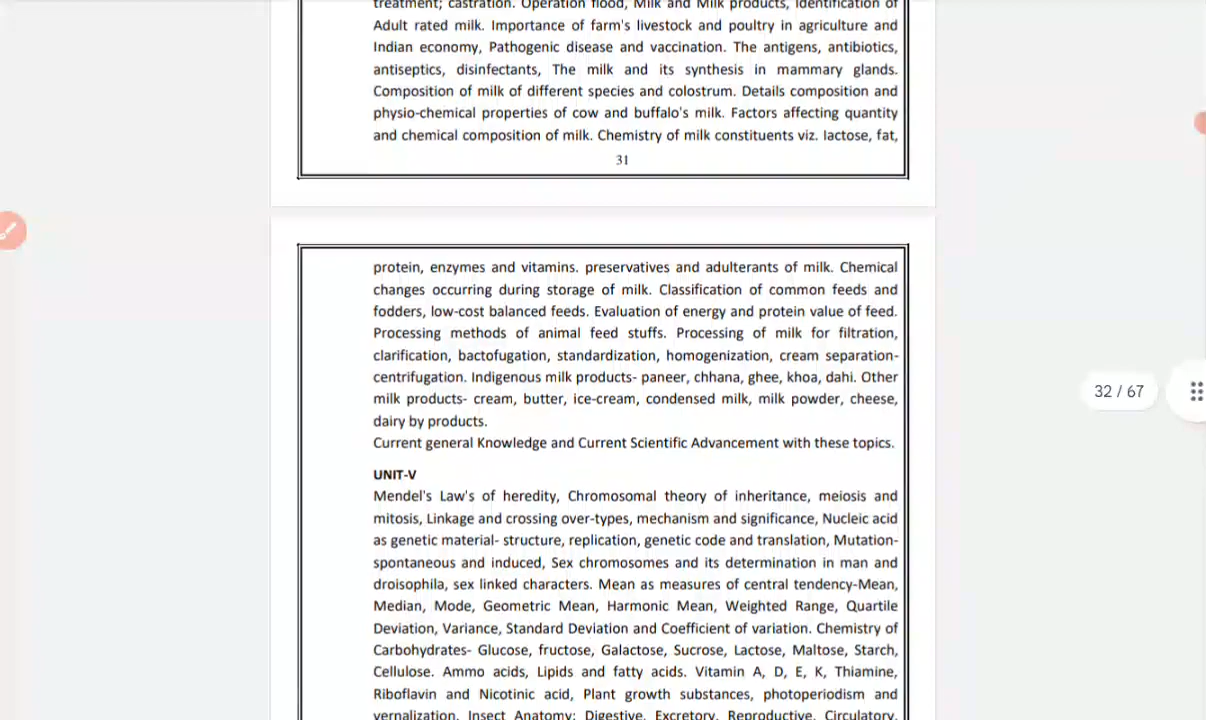 treatment; castration. Operation flood, Milk and Milk products, Identification of
Adult rated milk. Importance of farm's livestock and poultry in agriculture and
Indian economy, Pathogenic disease and vaccination. The antigens, antibiotics,
antiseptics, disinfectants, The milk and its synthesis in mammary glands.
Composition of milk of different species and colostrum. Details composition and
physio-chemical properties of cow and buffalo's milk. Factors affecting quantity
and chemical composition of milk. Chemistry of milk constituents viz. lactose, fat,
31
protein, enzymes and vitamins. preservatives and adulterants of milk. Chemical
changes occurring during storage of milk. Classification of common feeds and
fodders, low-cost balanced feeds. Evaluation of energy and protein value of feed.
Processing methods of animal feed stuffs. Processing of milk for filtration,
clarification, bactofugation, standardization, homogenization, cream separation-
centrifugation. Indigenous milk products- paneer, chhana, ghee, khoa, dahi. Other
milk products- cream, butter, ice-cream, condensed milk, milk powder, cheese,
dairy by products.
Current general Knowledge and Current Scientific Advancement with these topics.
32 / 67
UNIT-V
Mendel's Law's of heredity, Chromosomal theory of inheritance, meiosis and
mitosis, Linkage and crossing over-types, mechanism and significance, Nucleic acid
as genetic material- structure, replication, genetic code and translation, Mutation-
spontaneous and induced, Sex chromosomes and its determination in man and
droisophila, sex linked characters. Mean as measures of central tendency-Mean,
Median, Mode, Geometric Mean, Harmonic Mean, Weighted Range, Quartile
Deviation, Variance, Standard Deviation and Coefficient of variation. Chemistry of
Carbohydrates- Glucose, fructose, Galactose, Sucrose, Lactose, Maltose, Starch,
Cellulose. Ammo acids, Lipids and fatty acids. Vitamin A, D, E, K, Thiamine,
Riboflavin and Nicotinic acid, Plant growth substances, photoperiodism and
vernalization. Insect Anatomy: Digestive, Excretory, Reproductive, Circulatory,